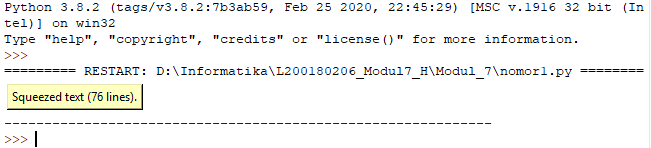 Python 3.8.2 (tags/v3.8.2:7b3ab59, Feb 25 2020, 22:45:29) [MSC v.1916 32 bit (In
tel)] on win32
Type "help", "copyright", "credits" or "license()" for more information.
>>>
========= RESTART: D:\Informatika\L200180206_Modul7_H\Modul_7\nomor1.py ========
Squeezed text (76 lines).
-------------------------------------------------------------
>>>